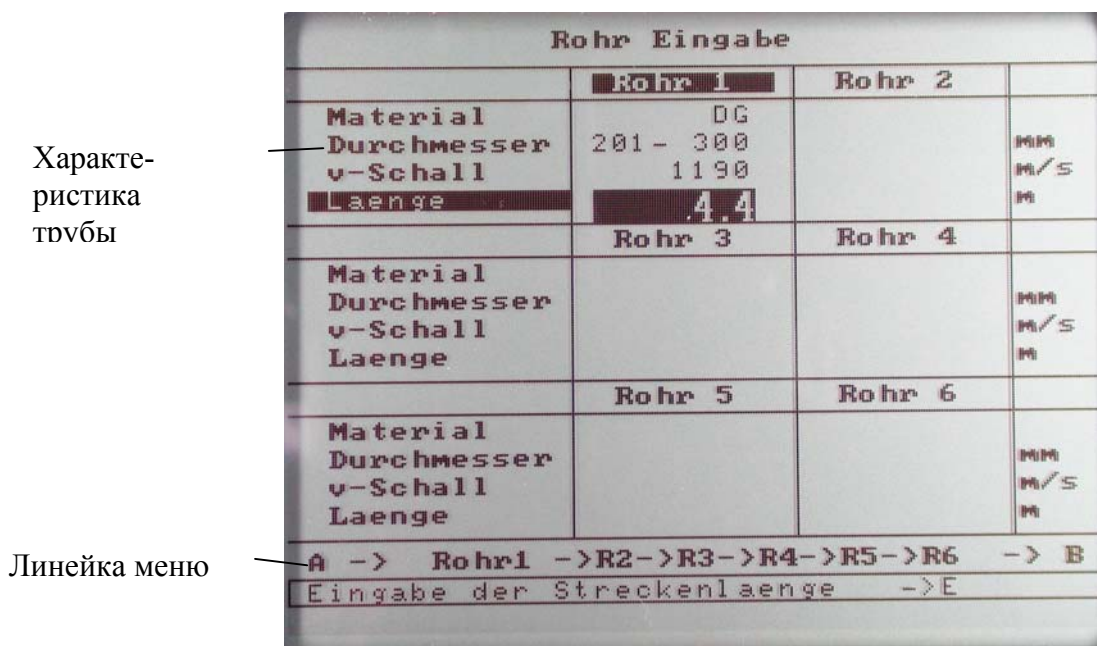 Rohr Eingabe
Rohr 1 Rohr 2
Material DG
Durchmesser 201- 300 mm
v-Schall 1190 m/s
Laenge 4.4 m
Rohr 3 Rohr 4
Material
Durchmesser mm
v-Schall m/s
Laenge m
Rohr 5 Rohr 6
Material
Durchmesser mm
v-Schall m/s
Laenge m
A -> Rohr1 ->R2->R3->R4->R5->R6 -> B
Eingabe der Streckenlaenge ->E
Характе-
ристика
трубы
Линейка меню